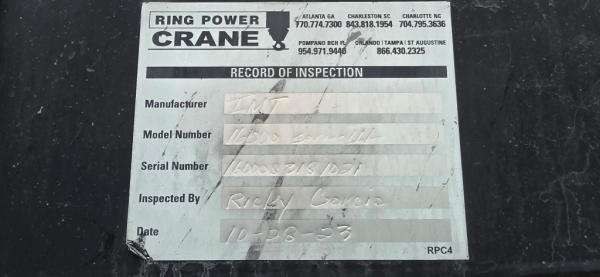 RING POWER
CRANE
ATLANTA GA CHARLESTON SC CHARLOTTE NC
770.774.7300 843.818.1954 704.795.3636
POMPANO BCH FL ORLANDO / TAMPA / ST AUGUSTINE
954.971.9440 866.430.2325
RECORD OF INSPECTION
Manufacturer IMT
Model Number 16000
Serial Number
Inspected By Ricky Garcia
Date 10-28-23
RPC4